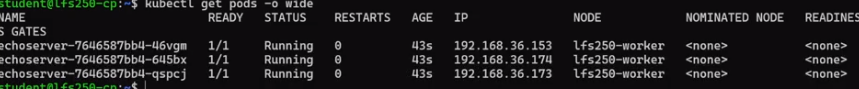 student@lfs250-cp:~$ kubectl get pods -o wide
NAME                          READY   STATUS    RESTARTS   AGE   IP               NODE            NOMINATED NODE   READINES
S GATES
echoserver-7646587bb4-46vgm   1/1     Running   0          43s   192.168.36.153   lfs250-worker   <none>           <none>
echoserver-7646587bb4-645bx   1/1     Running   0          43s   192.168.36.174   lfs250-worker   <none>           <none>
echoserver-7646587bb4-qspcj   1/1     Running   0          43s   192.168.36.173   lfs250-worker   <none>           <none>
student@lfs250-cp:~$